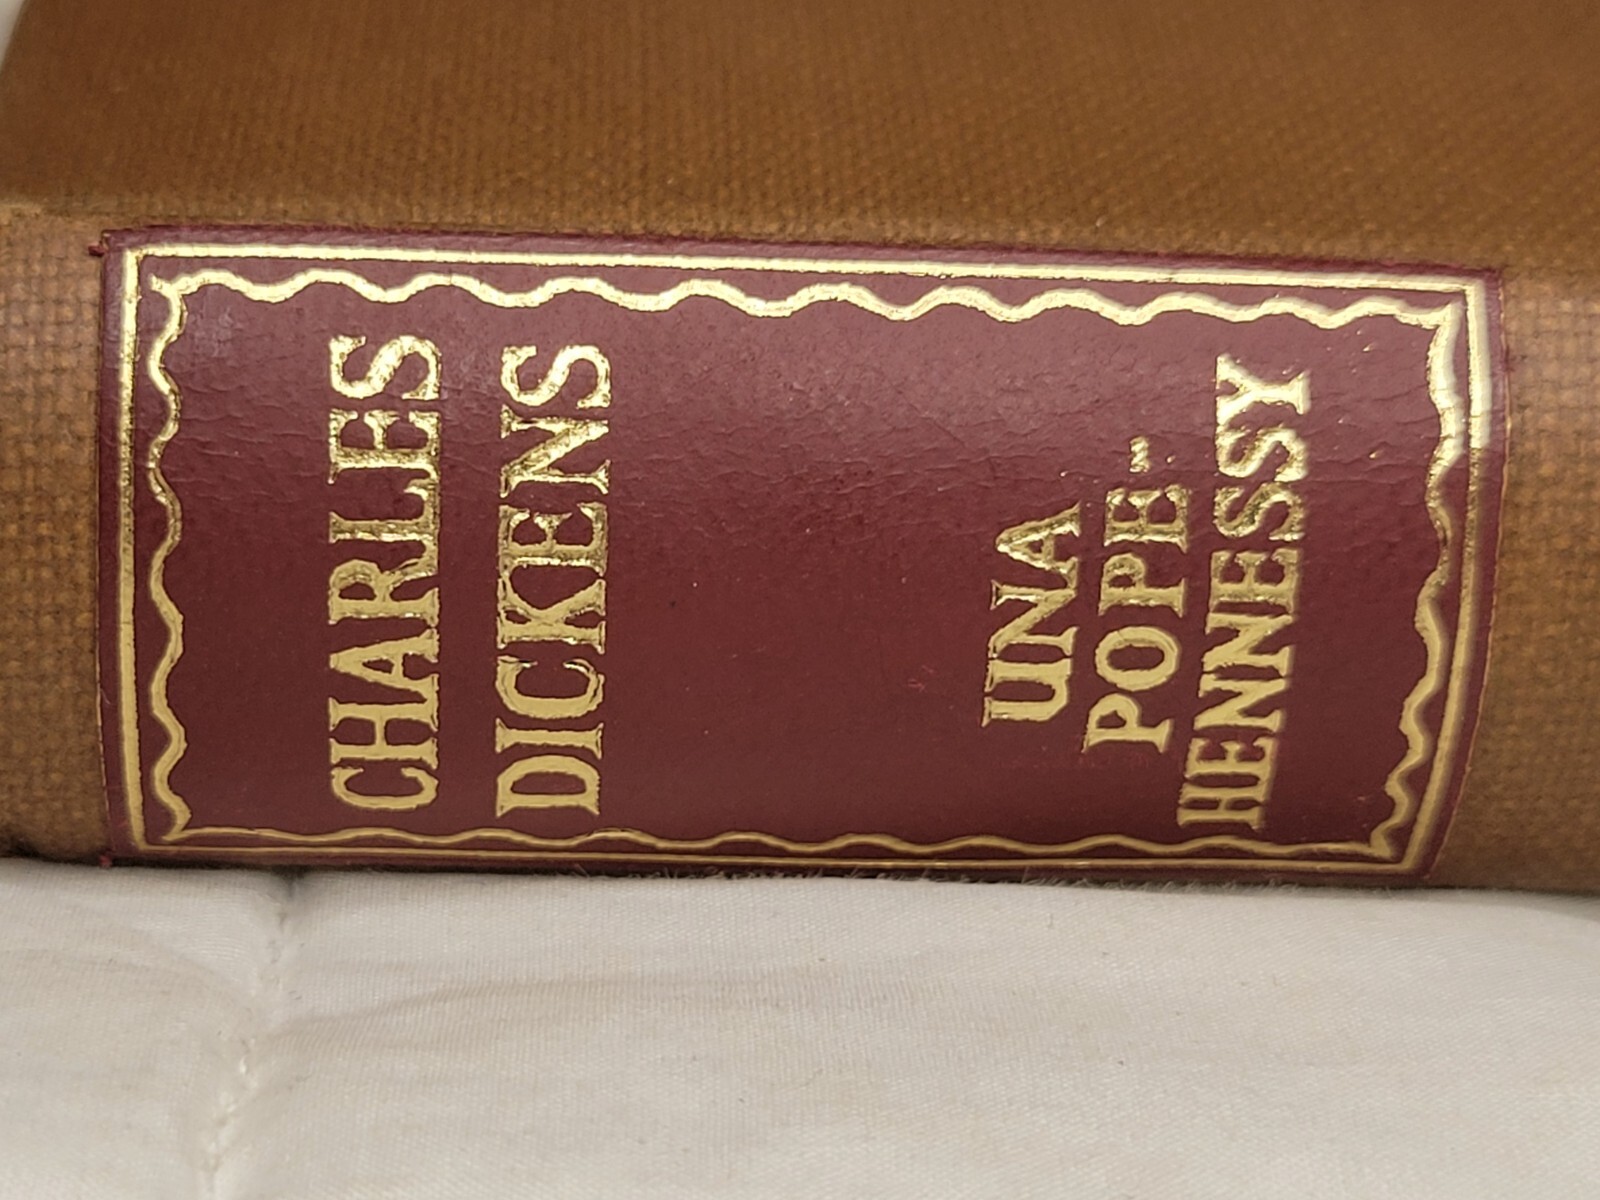 CHARLES
DICKENS
UNA
POPE-
HENNESSY